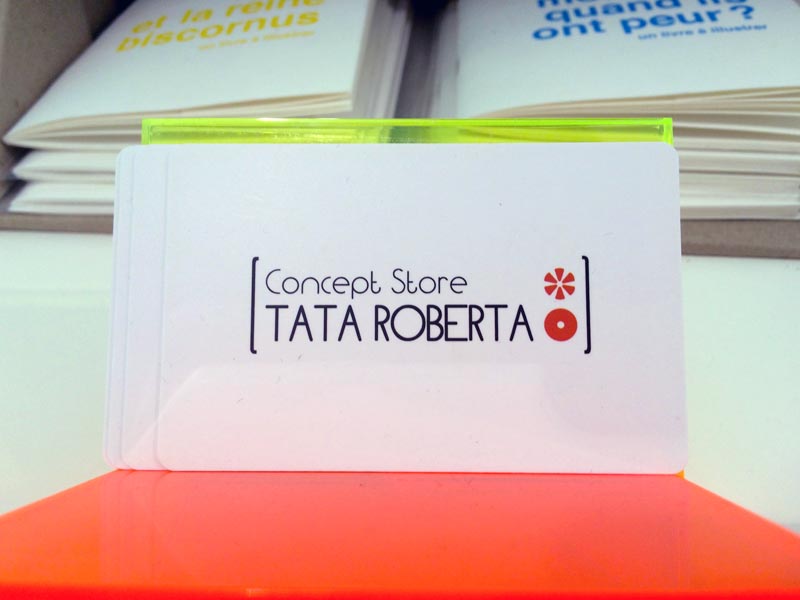 et la reine
biscornus
un livre à illustrer
quand ils
ont peur ?
un livre à illustrer
Concept Store
TATA ROBERTA